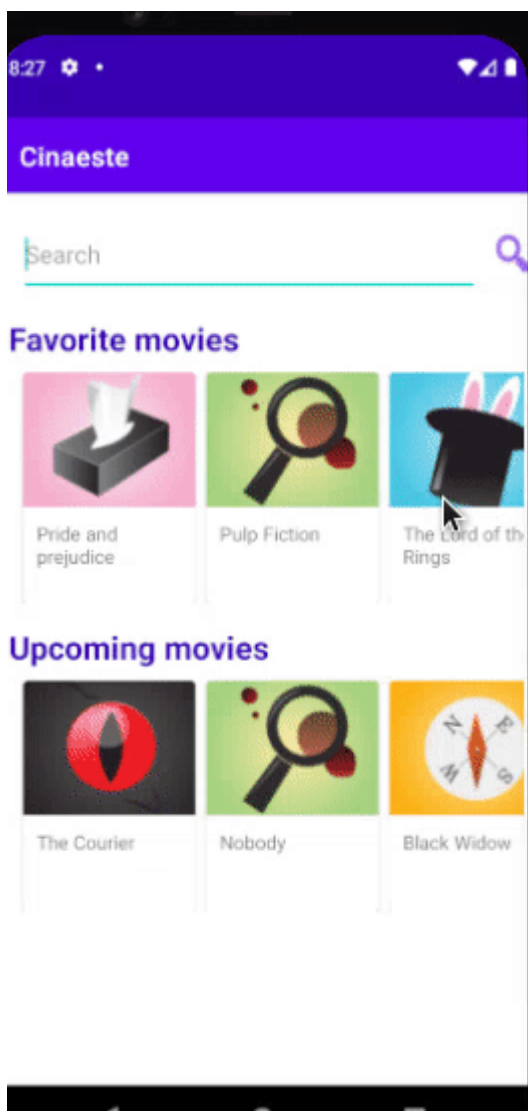 8:27
Cinaeste
Search
Favorite movies
Pride and
prejudice
Pulp Fiction
The Lord of th
Rings
Upcoming movies
The Courier
Nobody
Black Widow
N
E
W
S